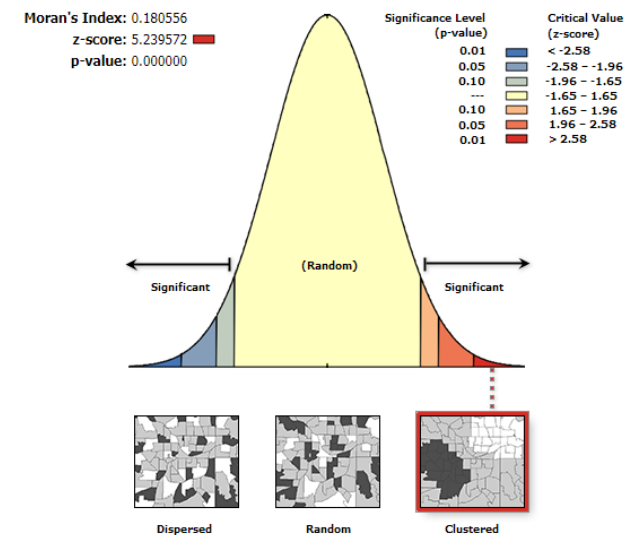 Moran's Index: 0.180556
z-score: 5.239572
p-value: 0.000000
Significance Level Critical Value
(p-value) (z-score)
0.01 < -2.58
0.05 -2.58 – -1.96
0.10 -1.96 – -1.65
--- -1.65 – 1.65
0.10 1.65 – 1.96
0.05 1.96 – 2.58
0.01 > 2.58
(Random)
Significant Significant
Dispersed Random Clustered